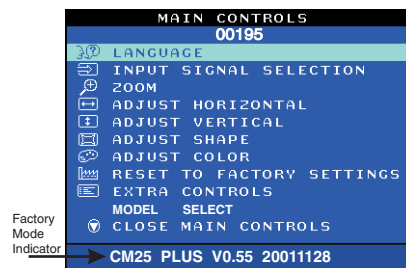 MAIN CONTROLS
00195
LANGUAGE
INPUT SIGNAL SELECTION
ZOOM
ADJUST HORIZONTAL
ADJUST VERTICAL
ADJUST SHAPE
ADJUST COLOR
RESET TO FACTORY SETTINGS
EXTRA CONTROLS
MODEL SELECT
CLOSE MAIN CONTROLS
Factory
Mode
Indicator
CM25 PLUS V0.55 20011128